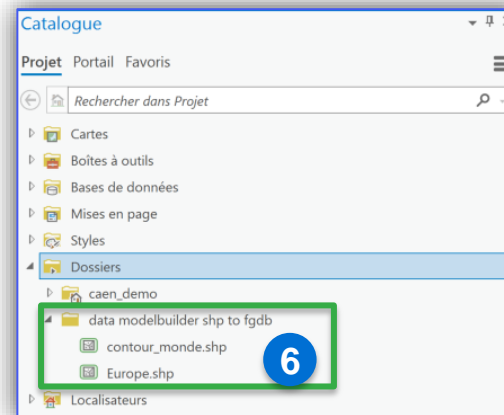 Catalogue
Projet Portail Favoris
Rechercher dans Projet
Cartes
Boîtes à outils
Bases de données
Mises en page
Styles
Dossiers
caen_demo
data modelbuilder shp to fgdb
contour_monde.shp
Europe.shp
6
Localisateurs